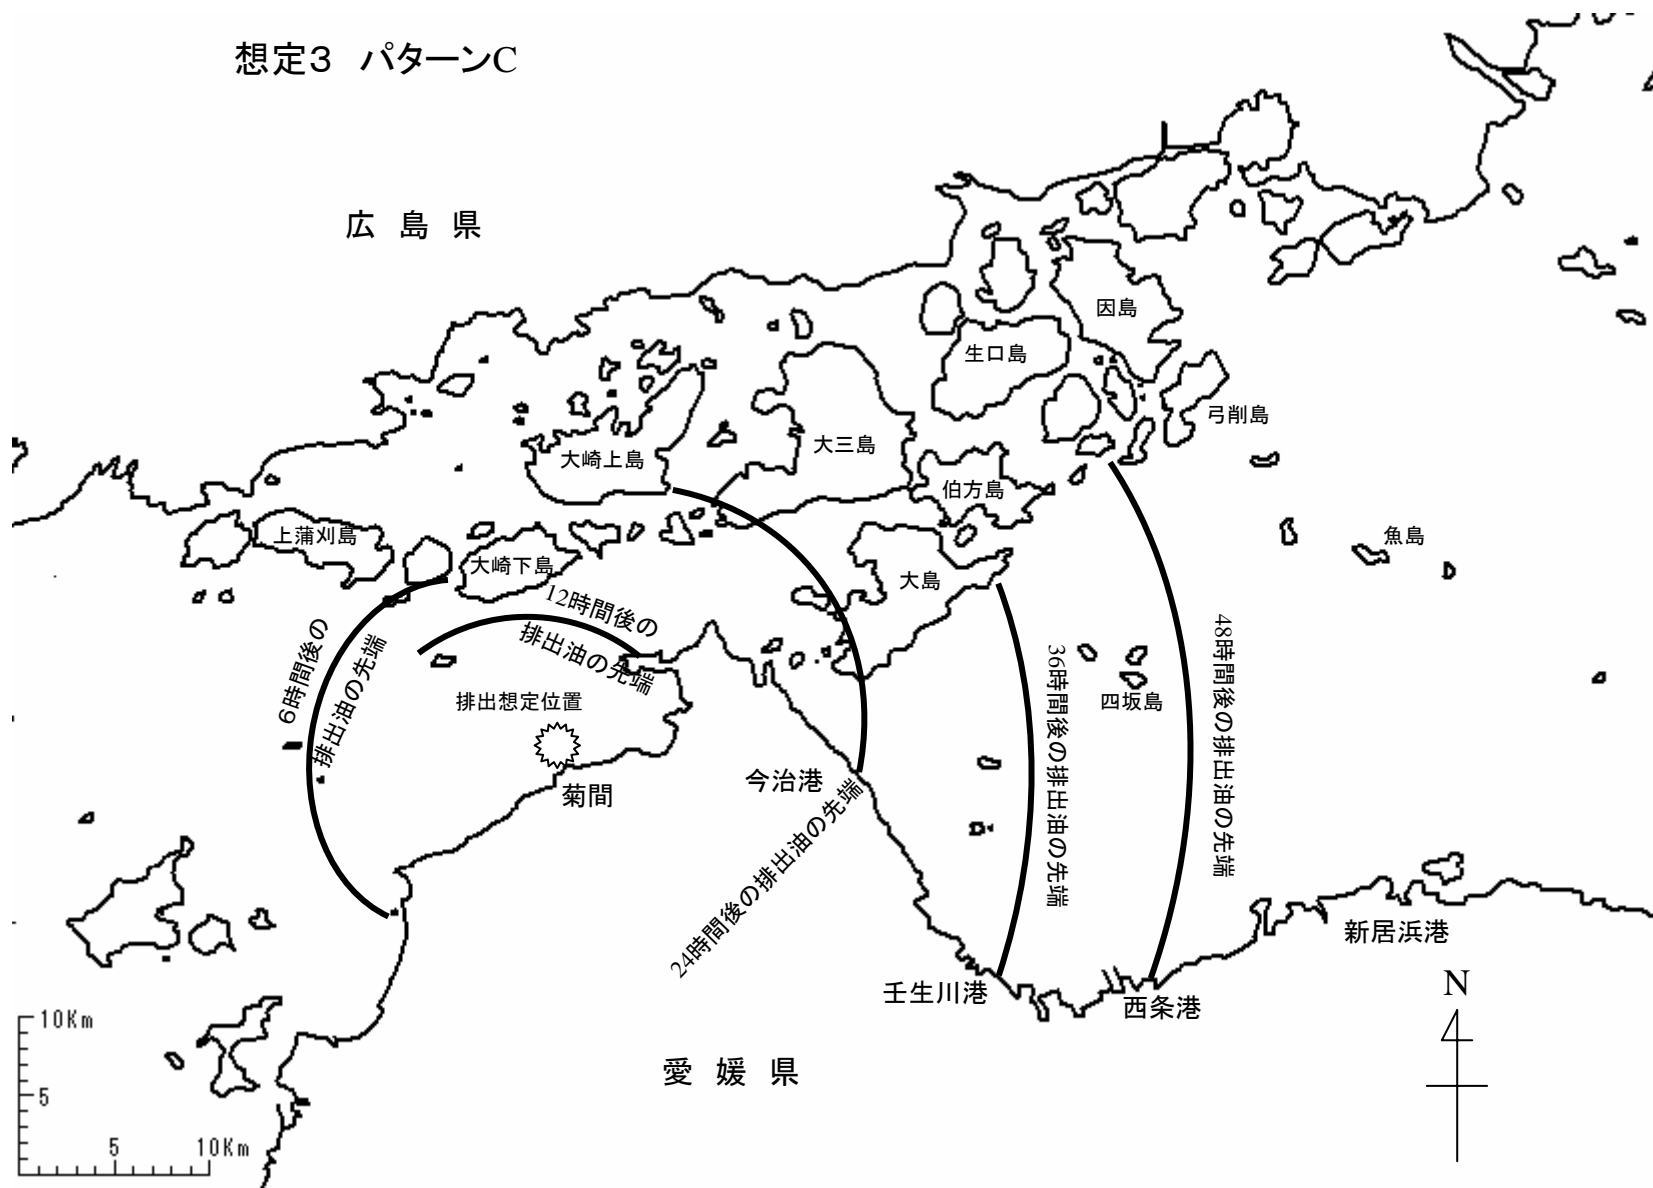 想定３ パターンC
広 島 県
因島
生口島
弓削島
大三島
大崎上島
伯方島
上蒲刈島
大崎下島
魚島
大島
12時間後の
排出油の先端
6時間後の
排出油の先端
48時間後の排出油の先端
36時間後の排出油の先端
四坂島
排出想定位置
菊間
今治港
24時間後の排出油の先端
新居浜港
壬生川港
西条港
N
愛 媛 県
10Km
5
5
10Km